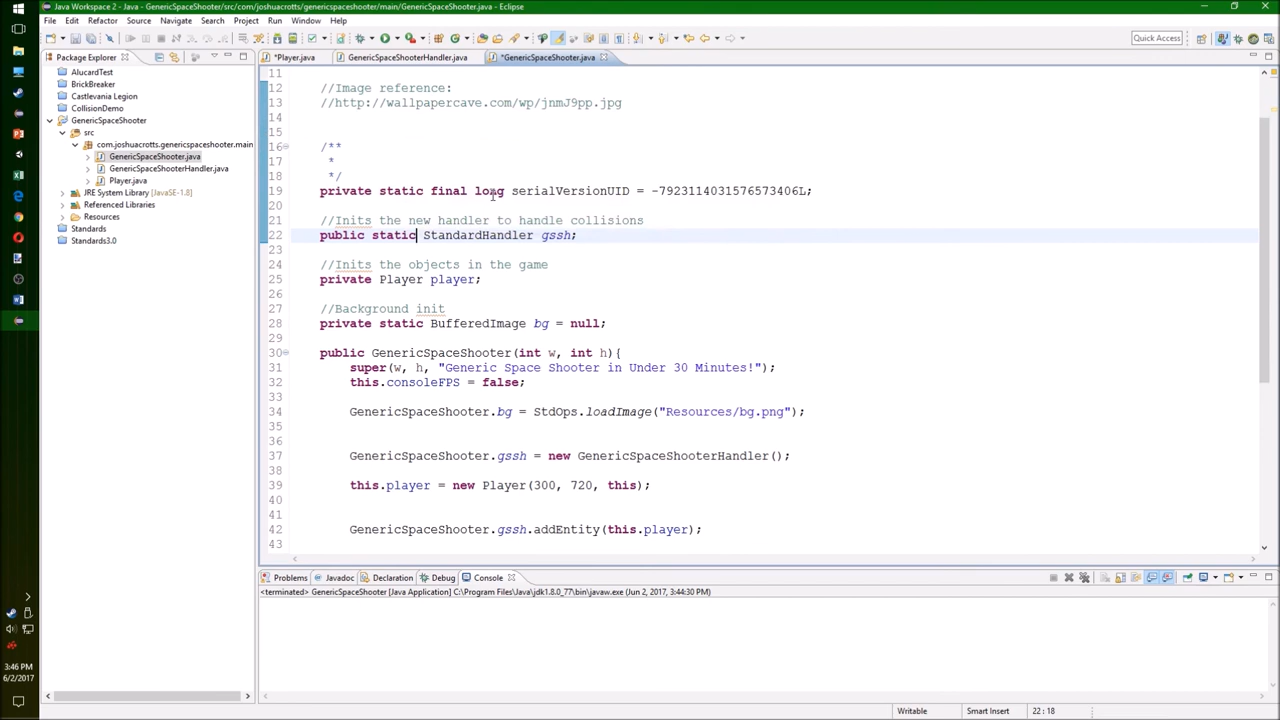 Java Workspace 2 - Java - GenericSpaceShooter/src/com/joshuacrotts/genericspaceshooter/main/GenericSpaceShooter.java - Eclipse
File Edit Source Refactor Navigate Search Project Run Window Help
Quick Access
Package Explorer
*Player.java GenericSpaceShooterHandler.java *GenericSpaceShooter.java
AlucardTest
BrickBreaker
Castlevania Legion
CollisionDemo
GenericSpaceShooter
src
com.joshuacrotts.genericspaceshooter.main
GenericSpaceShooter.java
GenericSpaceShooterHandler.java
Player.java
JRE System Library [JavaSE-1.8]
Referenced Libraries
Resources
Standards
Standards3.0
11
12 //Image reference:
13 //http://wallpapercave.com/wp/jnmJ9pp.jpg
14
15
16 /**
17 *
18 */
19 private static final long serialVersionUID = -7923114031576573406L;
20
21 //Inits the new handler to handle collisions
22 public static StandardHandler gssh;
23
24 //Inits the objects in the game
25 private Player player;
26
27 //Background init
28 private static BufferedImage bg = null;
29
30 public GenericSpaceShooter(int w, int h){
31 super(w, h, "Generic Space Shooter in Under 30 Minutes!");
32 this.consoleFPS = false;
33
34 GenericSpaceShooter.bg = StdOps.loadImage("Resources/bg.png");
35
36
37 GenericSpaceShooter.gssh = new GenericSpaceShooterHandler();
38
39 this.player = new Player(300, 720, this);
40
41
42 GenericSpaceShooter.gssh.addEntity(this.player);
43
Problems Javadoc Declaration Debug Console
<terminated> GenericSpaceShooter [Java Application] C:\Program Files\Java\jdk1.8.0_77\bin\javaw.exe (Jun 2, 2017, 3:44:30 PM)
3:46 PM
6/2/2017
Writable Smart Insert 22 : 18